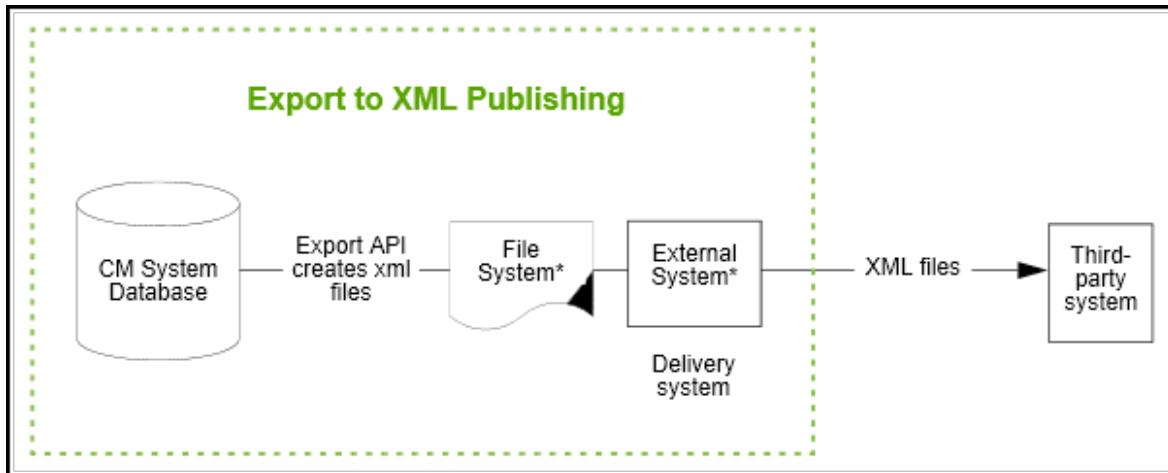 Export to XML Publishing
CM System
Database
Export API
creates xml
files
File
System*
External
System*
Delivery
system
XML files
Third-
party
system